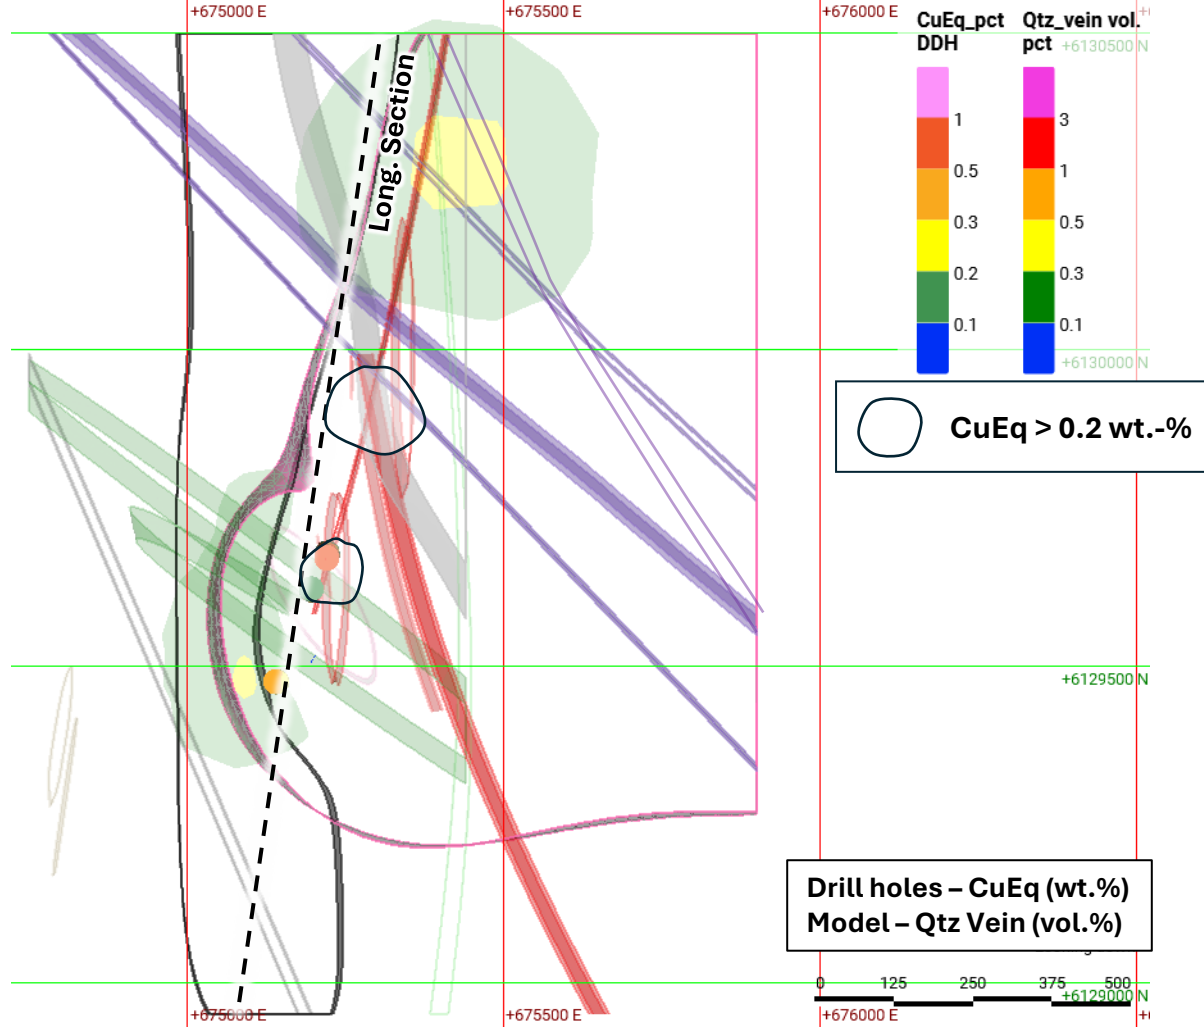 +675000 E
+675500 E
+676000 E
CuEq_pct
DDH
Qtz_vein vol.
pct
+6130500 N
1
0.5
0.3
0.2
0.1
3
1
0.5
0.3
0.1
Long. Section
+6130000 N
CuEq > 0.2 wt.-%
+6129500 N
Drill holes – CuEq (wt.%)
Model – Qtz Vein (vol.%)
0
125
250
375
500
+6129000 N
+675000 E
+675500 E
+676000 E